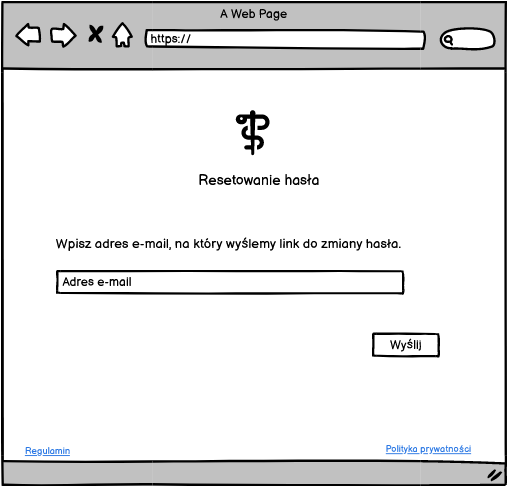 A Web Page
https://
Resetowanie hasła
Wpisz adres e-mail, na który wyślemy link do zmiany hasła.
Adres e-mail
Wyślij
Regulamin
Polityka prywatności